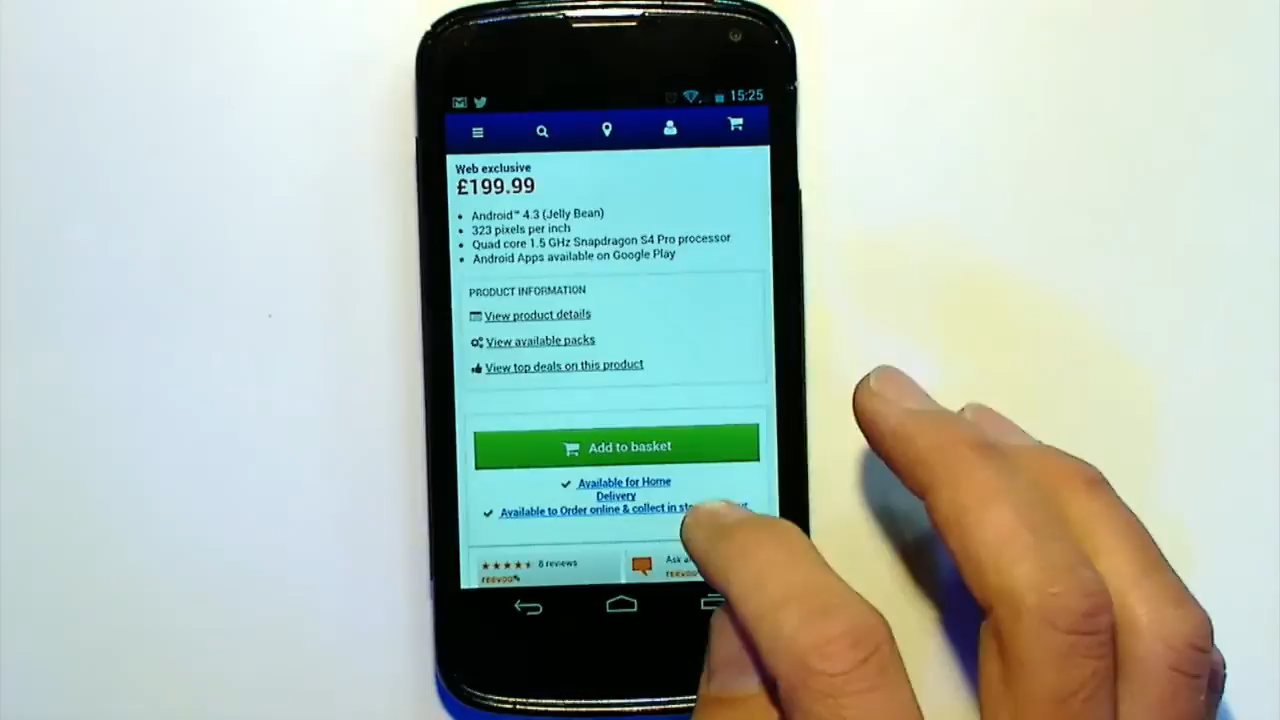 15:25
Web exclusive
£199.99
Android™ 4.3 (Jelly Bean)
323 pixels per inch
Quad core 1.5 GHz Snapdragon S4 Pro processor
Android Apps available on Google Play
PRODUCT INFORMATION
View product details
View available packs
View top deals on this product
Add to basket
Available for Home
Delivery
Available to Order online & collect in
6 reviews
Ask
reevoo
reevoo